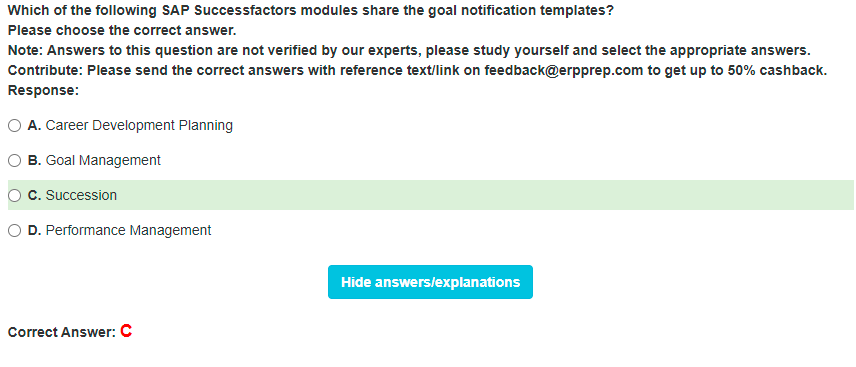 Which of the following SAP Successfactors modules share the goal notification templates?
Please choose the correct answer.
Note: Answers to this question are not verified by our experts, please study yourself and select the appropriate answers.
Contribute: Please send the correct answers with reference text/link on feedback@erpprep.com to get up to 50% cashback.
Response:
A. Career Development Planning
B. Goal Management
C. Succession
D. Performance Management
Hide answers/explanations
Correct Answer: C